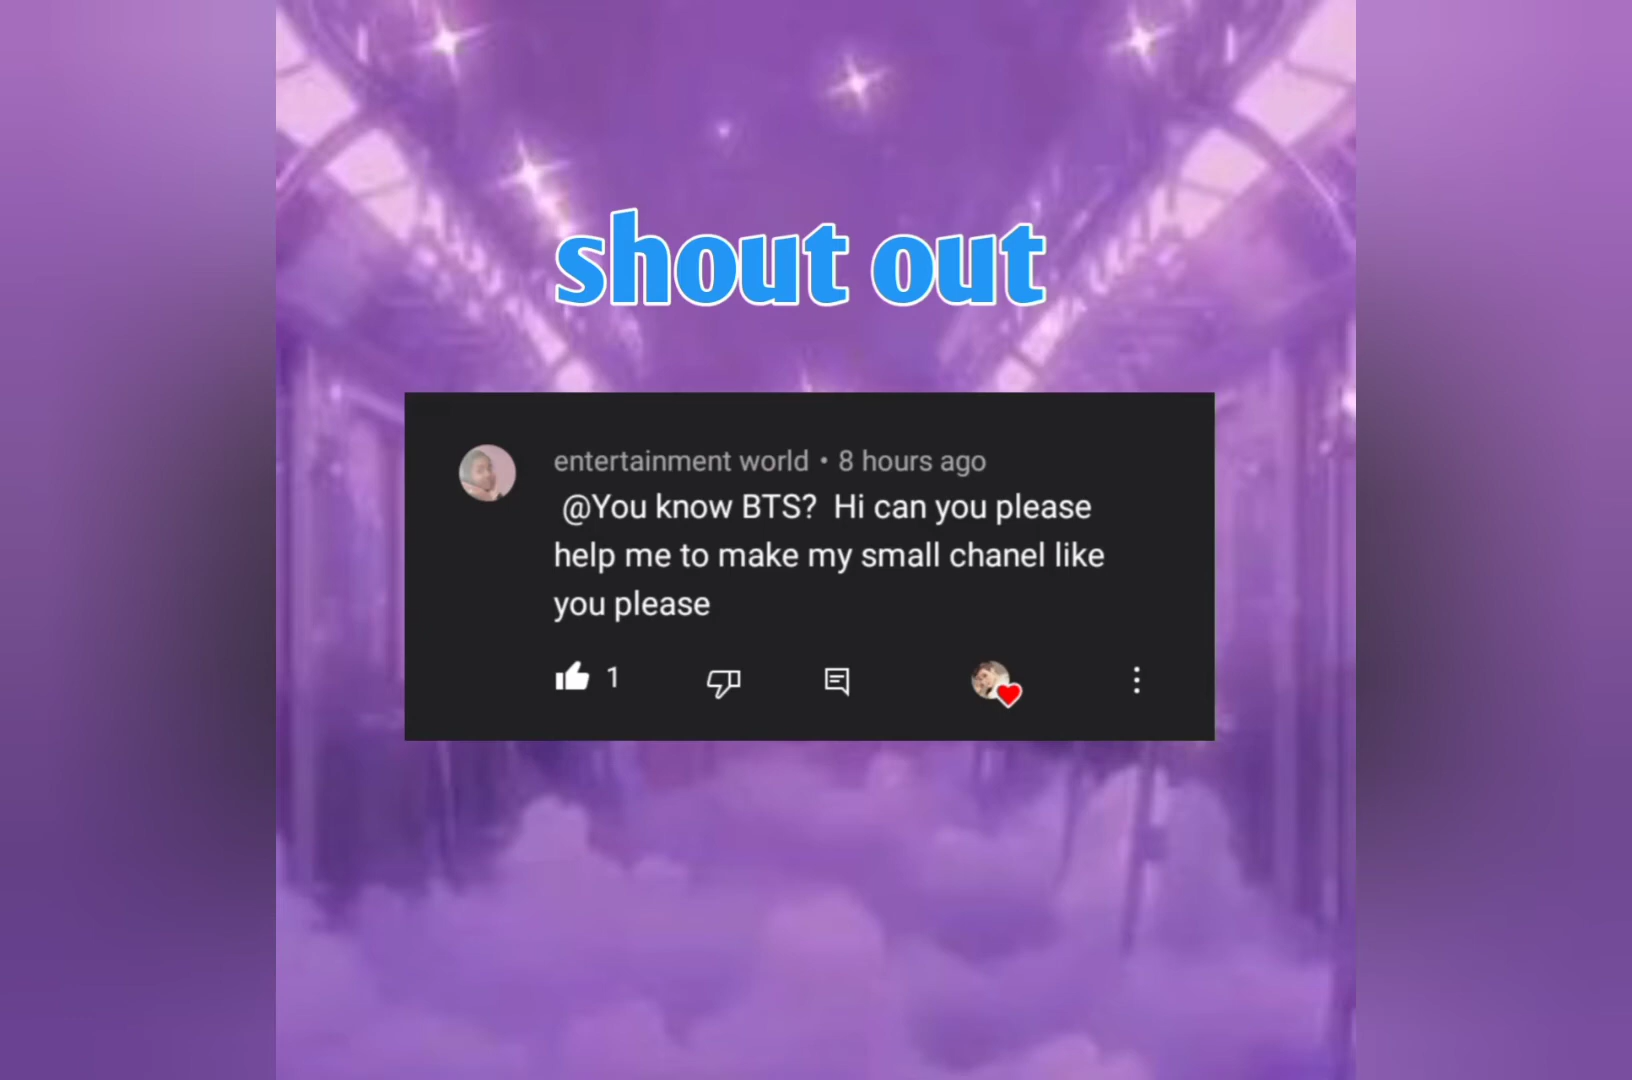 shout out
entertainment world • 8 hours ago
@You know BTS?  Hi can you please
help me to make my small chanel like
you please
1